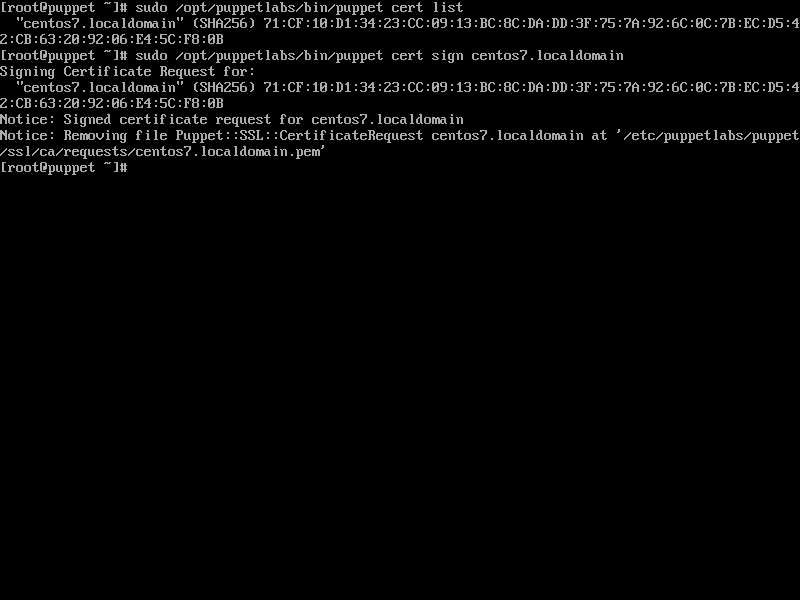 [root@puppet ~]# sudo /opt/puppetlabs/bin/puppet cert list
  "centos7.localdomain" (SHA256) 71:CF:10:D1:34:23:CC:09:13:BC:8C:DA:DD:3F:75:7A:92:6C:0C:7B:EC:D5:4
2:CB:63:20:92:06:E4:5C:F8:0B
[root@puppet ~]# sudo /opt/puppetlabs/bin/puppet cert sign centos7.localdomain
Signing Certificate Request for:
  "centos7.localdomain" (SHA256) 71:CF:10:D1:34:23:CC:09:13:BC:8C:DA:DD:3F:75:7A:92:6C:0C:7B:EC:D5:4
2:CB:63:20:92:06:E4:5C:F8:0B
Notice: Signed certificate request for centos7.localdomain
Notice: Removing file Puppet::SSL::CertificateRequest centos7.localdomain at '/etc/puppetlabs/puppet
/ssl/ca/requests/centos7.localdomain.pem'
[root@puppet ~]#